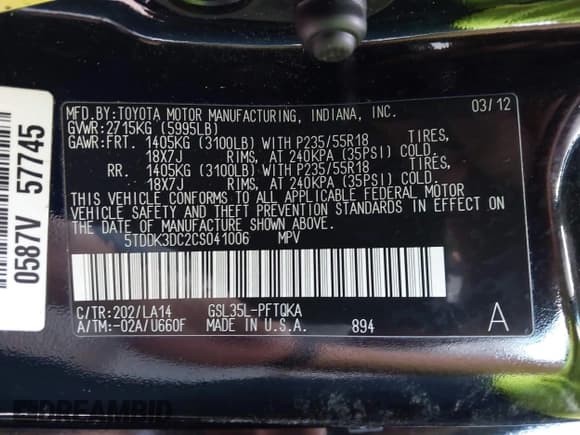 MFD.BY:TOYOTA MOTOR MANUFACTURING, INDIANA, INC. 03/12
GVWR:2715KG (5995LB)
GAWR:FRT. 1405KG (3100LB) WITH P235/55R18 TIRES,
18X7J RIMS, AT 240KPA (35PSI) COLD.
RR. 1405KG (3100LB) WITH P235/55R18 TIRES,
18X7J RIMS, AT 240KPA (35PSI) COLD.
THIS VEHICLE CONFORMS TO ALL APPLICABLE FEDERAL MOTOR
VEHICLE SAFETY AND THEFT PREVENTION STANDARDS IN EFFECT ON
THE DATE OF MANUFACTURE SHOWN ABOVE.
5TDDK3DC2CS041006 MPV
C/TR:202/LA14 GSL35L-PFTQKA
A/TM:-02A/U660F MADE IN U.S.A. 894 A
0587V 57745
DREAMBID